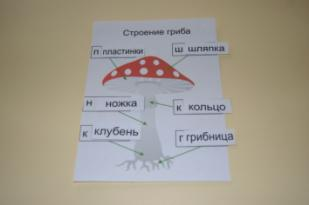 Строение гриба
п пластинки
ш шляпка
н ножка
к кольцо
к клубень
г грибница